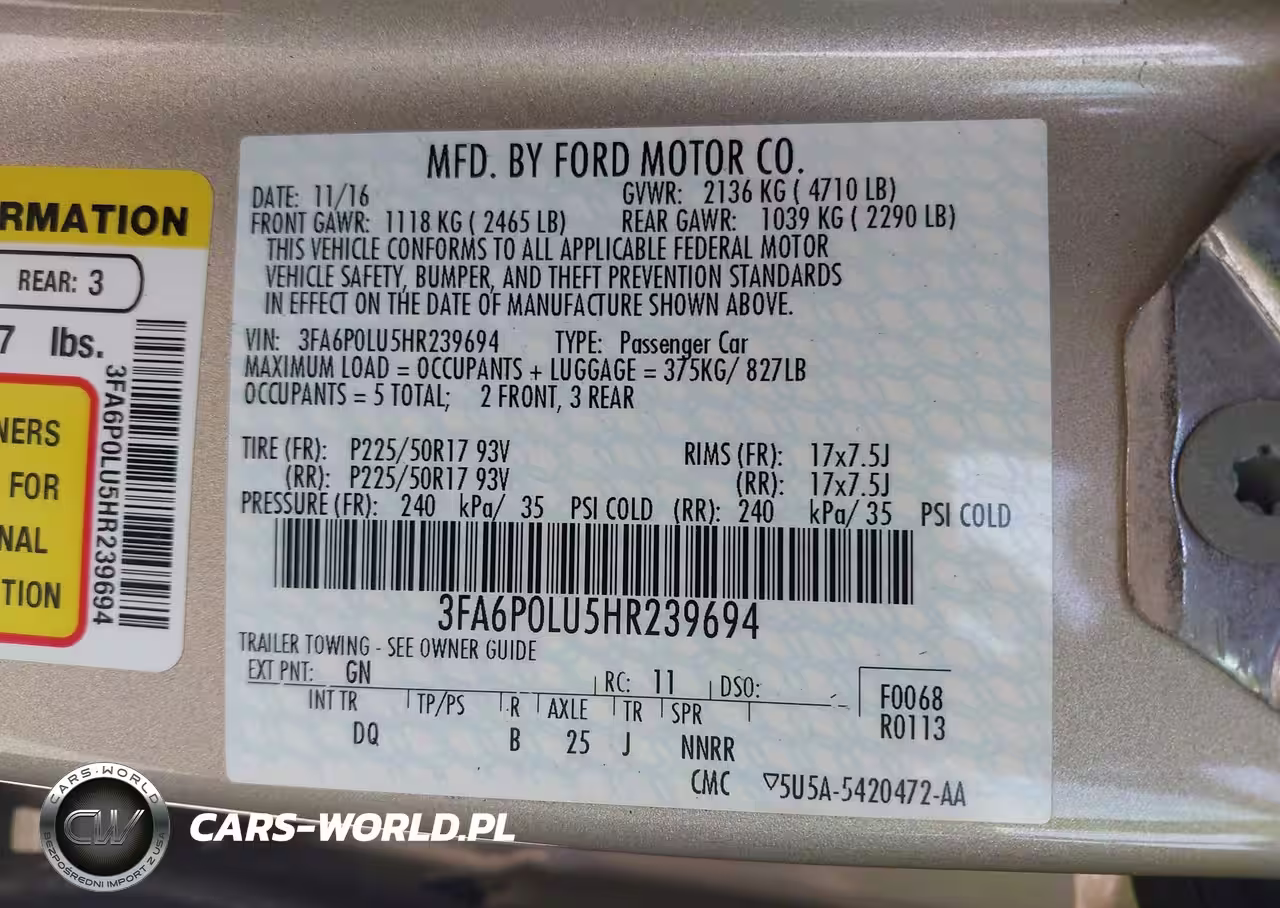 RMATION
REAR: 3
7 lbs.
3FA6P0LU5HR239694
NERS
FOR
NAL
TION
MFD. BY FORD MOTOR CO.
DATE: 11/16 GVWR: 2136 KG ( 4710 LB)
FRONT GAWR: 1118 KG ( 2465 LB) REAR GAWR: 1039 KG ( 2290 LB)
THIS VEHICLE CONFORMS TO ALL APPLICABLE FEDERAL MOTOR
VEHICLE SAFETY, BUMPER, AND THEFT PREVENTION STANDARDS
IN EFFECT ON THE DATE OF MANUFACTURE SHOWN ABOVE.
VIN: 3FA6P0LU5HR239694 TYPE: Passenger Car
MAXIMUM LOAD = OCCUPANTS + LUGGAGE = 375KG/ 827LB
OCCUPANTS = 5 TOTAL; 2 FRONT, 3 REAR
TIRE (FR): P225/50R17 93V RIMS (FR): 17x7.5J
(RR): P225/50R17 93V (RR): 17x7.5J
PRESSURE (FR): 240 kPa/ 35 PSI COLD (RR): 240 kPa/ 35 PSI COLD
3FA6P0LU5HR239694
TRAILER TOWING - SEE OWNER GUIDE
EXT PNT: GN RC: 11 DSO:
INT TR TP/PS R AXLE TR SPR
DQ B 25 J NNRR
F0068
R0113
CMC ▽5U5A-5420472-AA
CARS-WORLD
CW
BEZPOŚREDNI IMPORT Z USA
CARS-WORLD.PL